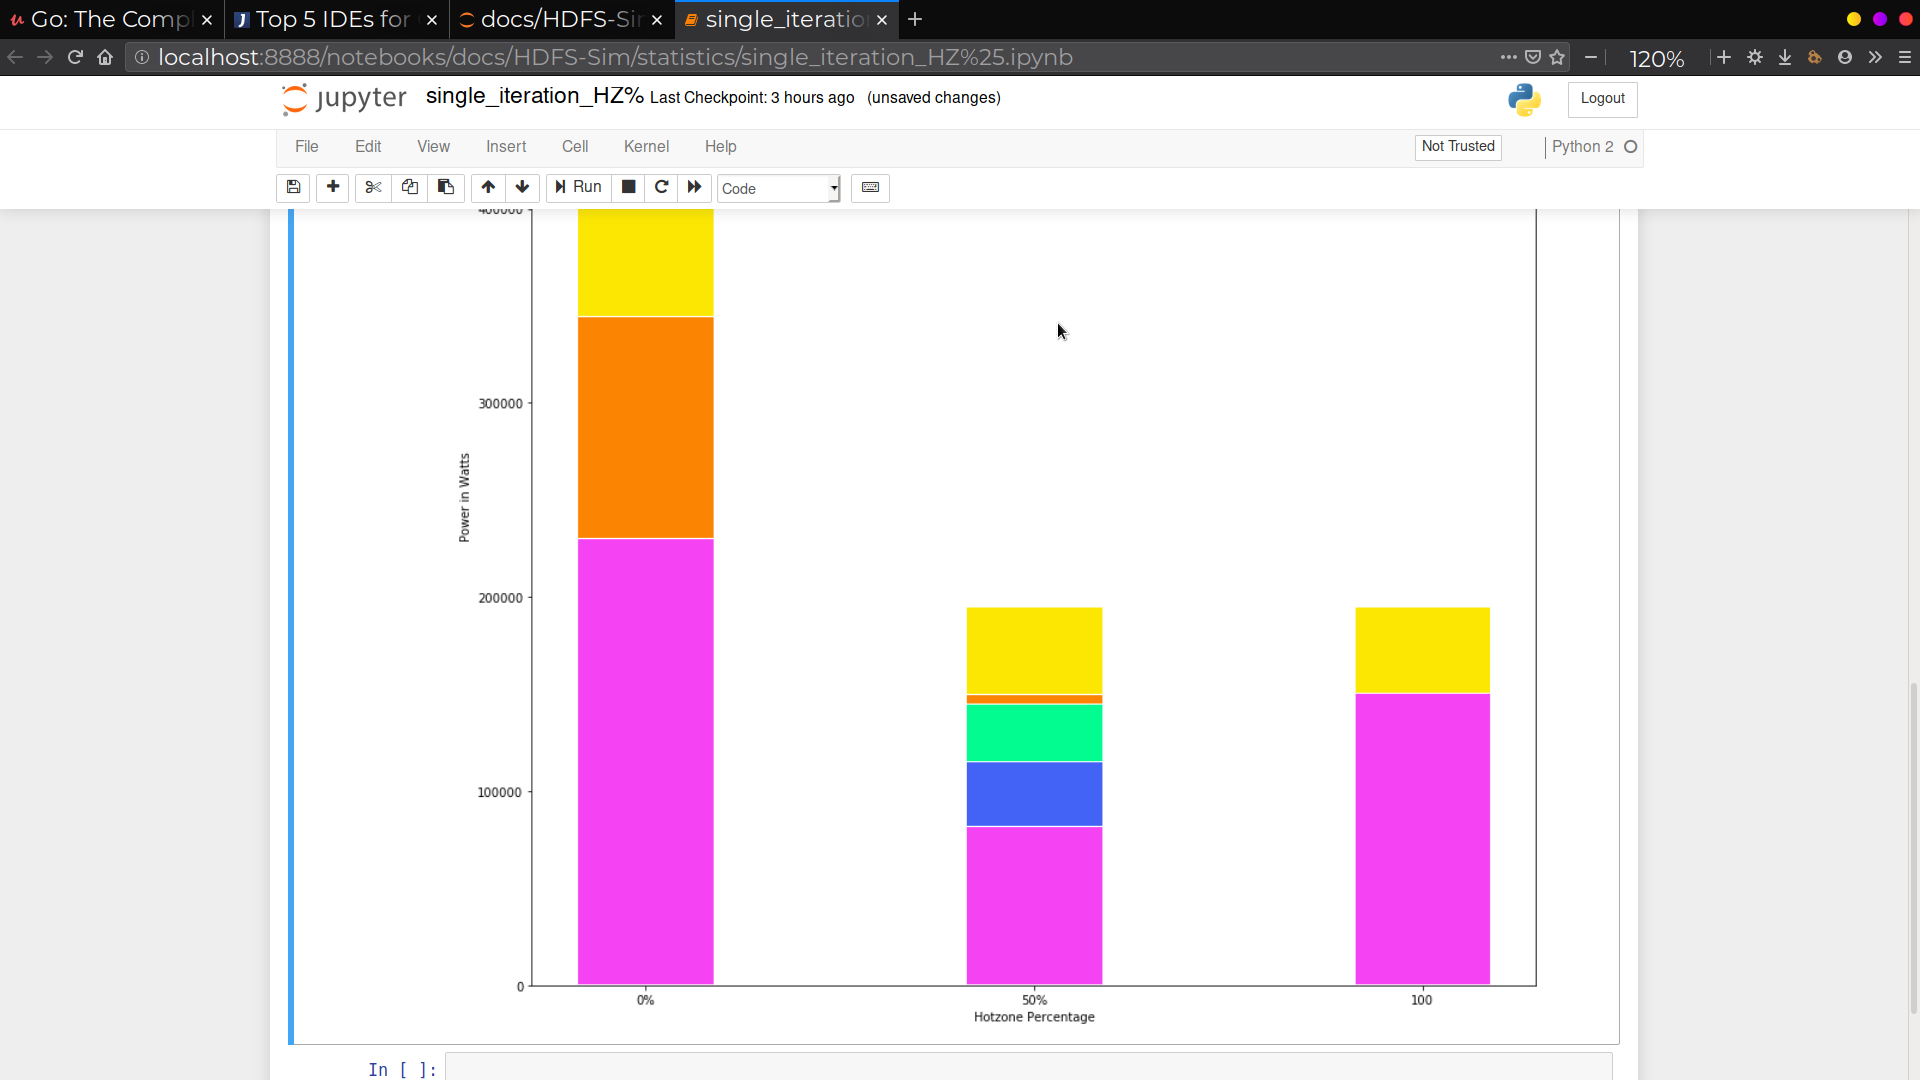 Go: The Comp
Top 5 IDEs for
docs/HDFS-Si
single_iteratio
localhost:8888/notebooks/docs/HDFS-Sim/statistics/single_iteration_HZ%25.ipynb
120%
jupyter single_iteration_HZ% Last Checkpoint: 3 hours ago (unsaved changes)
Logout
File Edit View Insert Cell Kernel Help
Not Trusted
Python 2
Run
Code
400000
300000
200000
100000
0
Power in Watts
0% 50% 100
Hotzone Percentage
In [ ]: